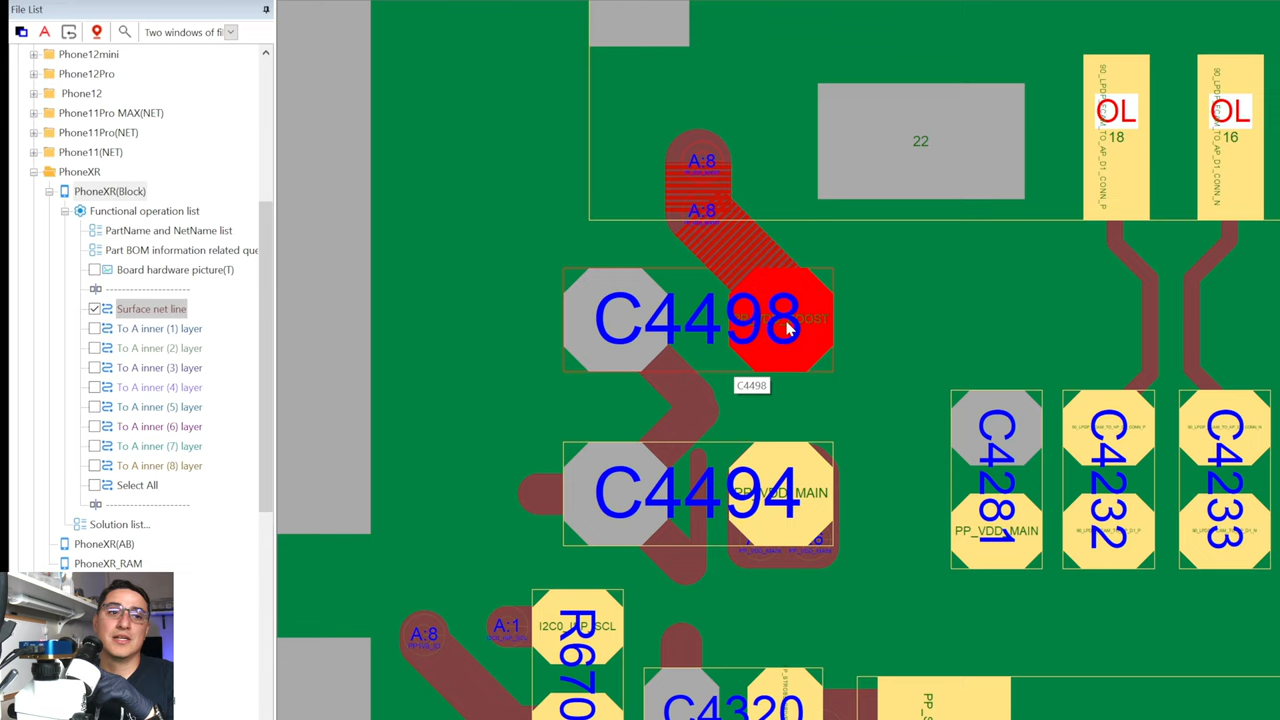 File List
Two windows of fi
Phone12mini
Phone12Pro
Phone12
Phone11Pro MAX(NET)
Phone11Pro(NET)
Phone11(NET)
PhoneXR
PhoneXR(Block)
Functional operation list
PartName and NetName list
Part BOM information related que
Board hardware picture(T)
Surface net line
To A inner (1) layer
To A inner (2) layer
To A inner (3) layer
To A inner (4) layer
To A inner (5) layer
To A inner (6) layer
To A inner (7) layer
To A inner (8) layer
Select All
Solution list...
PhoneXR(AB)
PhoneXR_RAM
A:8
A:8
22
OL
18
OL
16
C4498
C4498
C4494
PP_VDD_MAIN
C4281
PP_VDD_MAIN
C4232
C4233
A:8
A:1
I2C0_ISP_SCL
R670
C4320